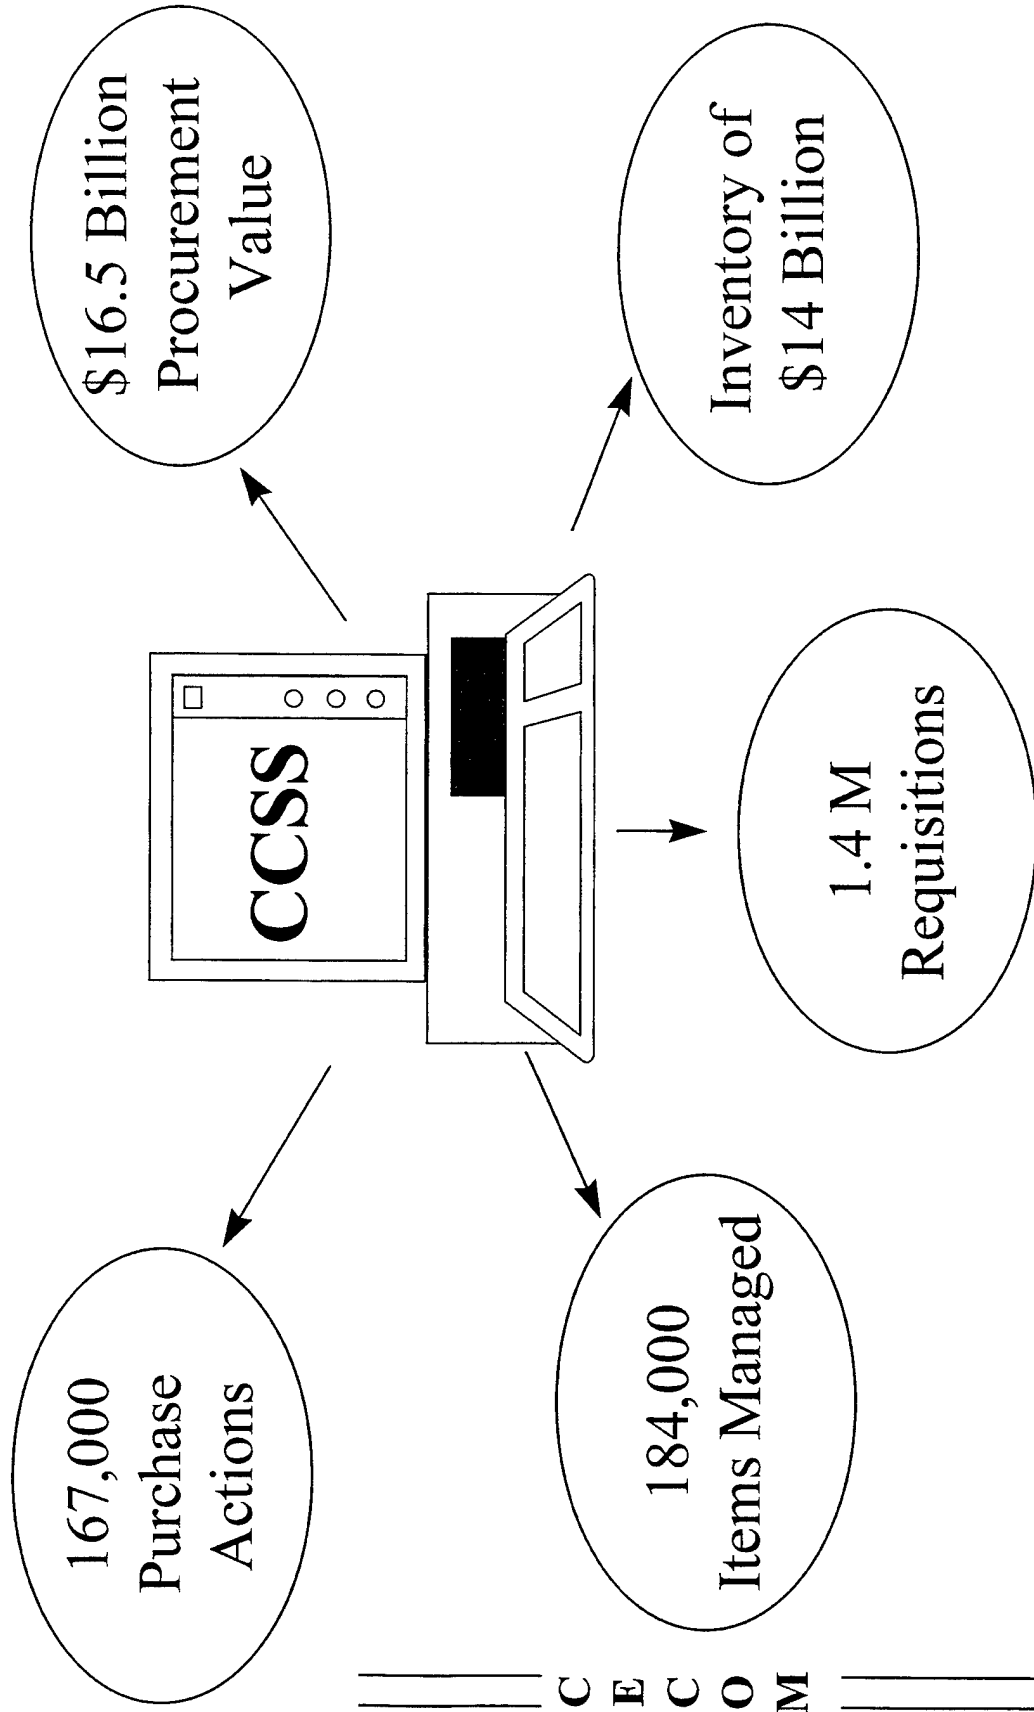 167,000
Purchase
Actions
$16.5 Billion
Procurement
Value
CCSS
184,000
Items Managed
1.4 M
Requisitions
Inventory of
$14 Billion
C
E
C
O
M